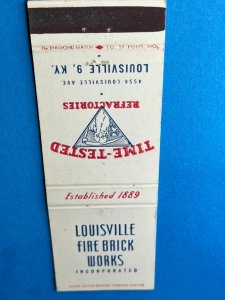 The DIAMOND MATCH CO. ST. LOUIS, MO.
LOUISVILLE 9, KY.
4554 LOUISVILLE AVE
REFRACTORIES
TIME-TESTED
Established 1889
LOUISVILLE
FIRE BRICK
WORKS
INCORPORATED